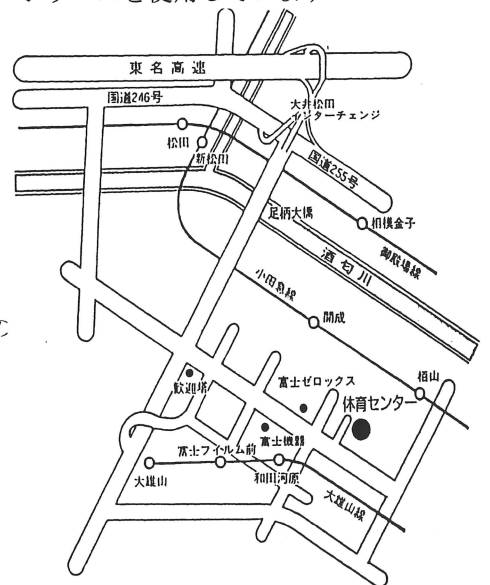 東名高速
国道246号
大井松田
インターチェンジ
松田
新松田
国道255号
足柄大橋
相模金子
御殿場線
酒匂川
小田急線
開成
栢山
富士ゼロックス
体育センター
歓迎塔
富士機器
富士フイルム前
和田河原
大雄山
大雄山線